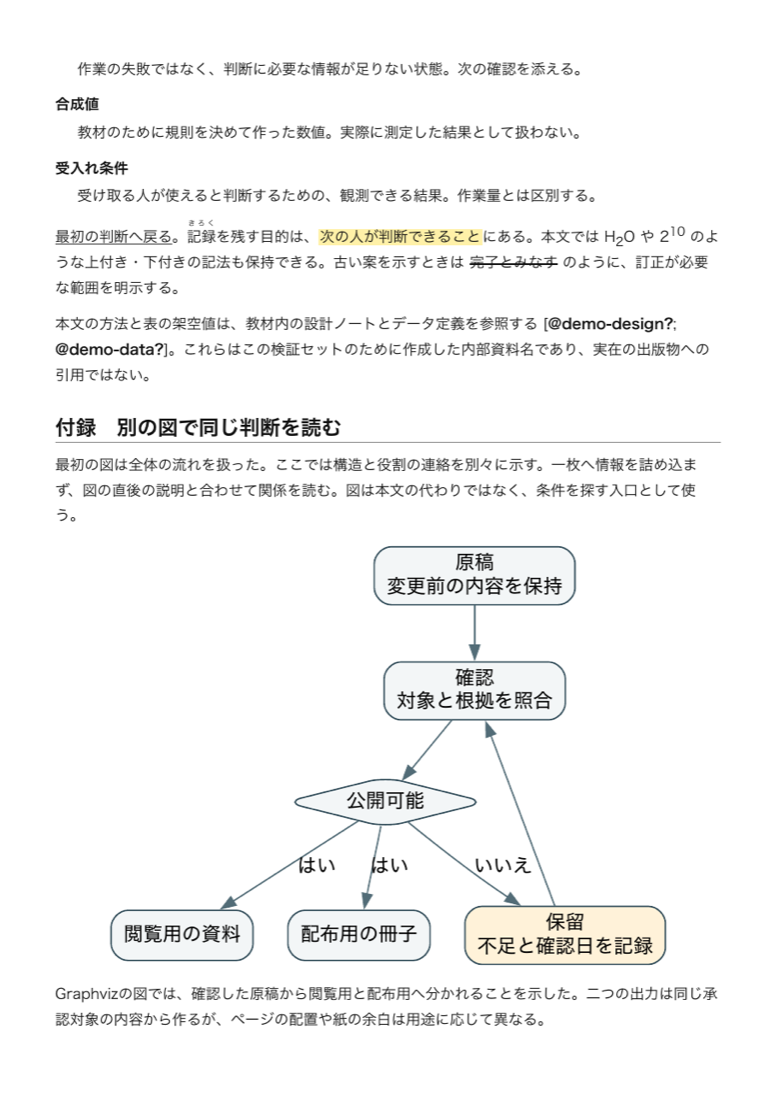 作業の失敗ではなく、判断に必要な情報が足りない状態。次の確認を添える。
合成値
教材のために規則を決めて作った数値。実際に測定した結果として扱わない。
受入れ条件
受け取る人が使えると判断するための、観測できる結果。作業量とは区別する。
きろく
最初の判断へ戻る。記録を残す目的は、次の人が判断できることにある。本文では H2O や 210 のよ
うな上付き・下付きの記法も保持できる。古い案を示すときは 完了とみなす のように、訂正が必要
な範囲を明示する。
本文の方法と表の架空値は、教材内の設計ノートとデータ定義を参照する [@demo-design?;
@demo-data?]。これらはこの検証セットのために作成した内部資料名であり、実在の出版物への
引用ではない。
付録　別の図で同じ判断を読む
最初の図は全体の流れを扱った。ここでは構造と役割の連絡を別々に示す。一枚へ情報を詰め込ま
ず、図の直後の説明と合わせて関係を読む。図は本文の代わりではなく、条件を探す入口として使
う。
原稿
変更前の内容を保持
確認
対象と根拠を照合
公開可能
はい
はい
いいえ
閲覧用の資料
配布用の冊子
保留
不足と確認日を記録
Graphvizの図では、確認した原稿から閲覧用と配布用へ分かれることを示した。二つの出力は同じ承
認対象の内容から作るが、ページの配置や紙の余白は用途に応じて異なる。